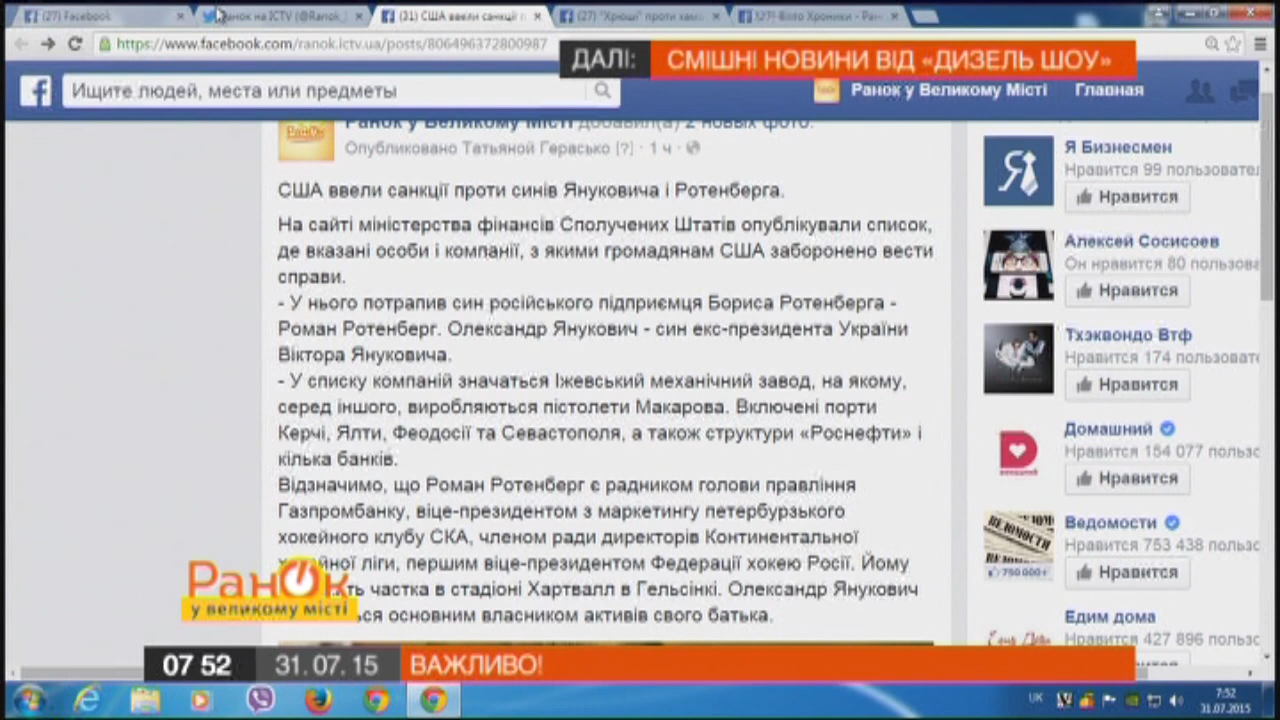 (27) Facebook
Ранок на ICTV (@Ranok_
(31) США ввели санкції п
(27) "Хрюші" проти хам
https://www.facebook.com/ranok.ictv.ua/posts/806496372800987
ДАЛІ: СМІШНІ НОВИНИ ВІД «ДИЗЕЛЬ ШОУ»
Ищите людей, места или предметы
Ранок у Великому Місті Главная
Ранок у Великому Місті добавил(а) 2 новых фото.
Опубликовано Татьяной Герасько [?] · 1 ч ·
США ввели санкції проти синів Януковича і Ротенберга.
На сайті міністерства фінансів Сполучених Штатів опублікували список,
де вказані особи і компанії, з якими громадянам США заборонено вести
справи.
- У нього потрапив син російського підприємця Бориса Ротенберга -
Роман Ротенберг. Олександр Янукович - син екс-президента України
Віктора Януковича.
- У списку компаній значаться Іжевський механічний завод, на якому,
серед іншого, виробляються пістолети Макарова. Включені порти
Керчі, Ялти, Феодосії та Севастополя, а також структури «Роснефти» і
кілька банків.
Відзначимо, що Роман Ротенберг є радником голови правління
Газпромбанку, віце-президентом з маркетингу петербурзького
хокейного клубу СКА, членом ради директорів Континентальної
йної ліги, першим віце-президентом Федерації хокею Росії. Йому
ть частка в стадіоні Хартвалл в Гельсінкі. Олександр Янукович
ься основним власником активів свого батька.
Я Бизнесмен
Нравится 99 пользовате
Нравится
Алексей Сосисоев
Он нравится 80 пользова
Нравится
Тхэквондо Втф
Нравится 174 пользовате
Нравится
Домашний
Нравится 154 077 пользо
Нравится
Ведомости
Нравится 753 438 пользо
750 000+
Нравится
Едим дома
Нравится 427 896 пользо
Ранок
у великому місті
07 52 31.07.15 ВАЖЛИВО!
UK
7:52
31.07.2015